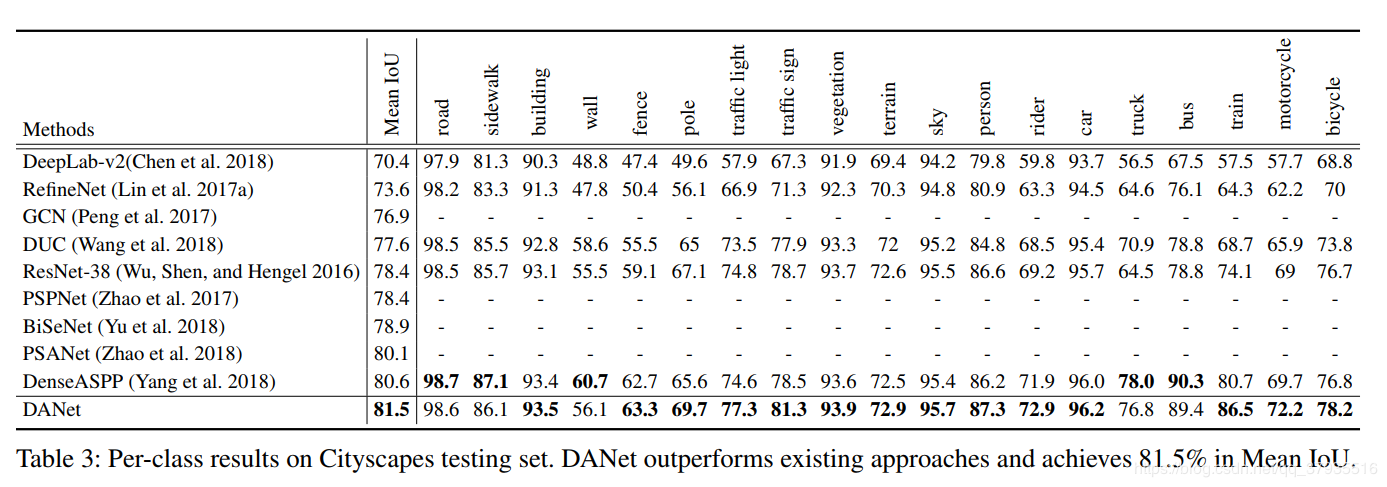 Methods Mean IoU road sidewalk building wall fence pole traffic light traffic sign vegetation terrain sky person rider car truck bus train motorcycle bicycle
DeepLab-v2(Chen et al. 2018) 70.4 97.9 81.3 90.3 48.8 47.4 49.6 57.9 67.3 91.9 69.4 94.2 79.8 59.8 93.7 56.5 67.5 57.5 57.7 68.8
RefineNet (Lin et al. 2017a) 73.6 98.2 83.3 91.3 47.8 50.4 56.1 66.9 71.3 92.3 70.3 94.8 80.9 63.3 94.5 64.6 76.1 64.3 62.2 70
GCN (Peng et al. 2017) 76.9 - - - - - - - - - - - - - - - - - - -
DUC (Wang et al. 2018) 77.6 98.5 85.5 92.8 58.6 55.5 65 73.5 77.9 93.3 72 95.2 84.8 68.5 95.4 70.9 78.8 68.7 65.9 73.8
ResNet-38 (Wu, Shen, and Hengel 2016) 78.4 98.5 85.7 93.1 55.5 59.1 67.1 74.8 78.7 93.7 72.6 95.5 86.6 69.2 95.7 64.5 78.8 74.1 69 76.7
PSPNet (Zhao et al. 2017) 78.4 - - - - - - - - - - - - - - - - - - -
BiSeNet (Yu et al. 2018) 78.9 - - - - - - - - - - - - - - - - - - -
PSANet (Zhao et al. 2018) 80.1 - - - - - - - - - - - - - - - - - - -
DenseASPP (Yang et al. 2018) 80.6 98.7 87.1 93.4 60.7 62.7 65.6 74.6 78.5 93.6 72.5 95.4 86.2 71.9 96.0 78.0 90.3 80.7 69.7 76.8
DANet 81.5 98.6 86.1 93.5 56.1 63.3 69.7 77.3 81.3 93.9 72.9 95.7 87.3 72.9 96.2 76.8 89.4 86.5 72.2 78.2
Table 3: Per-class results on Cityscapes testing set. DANet outperforms existing approaches and achieves 81.5% in Mean IoU.